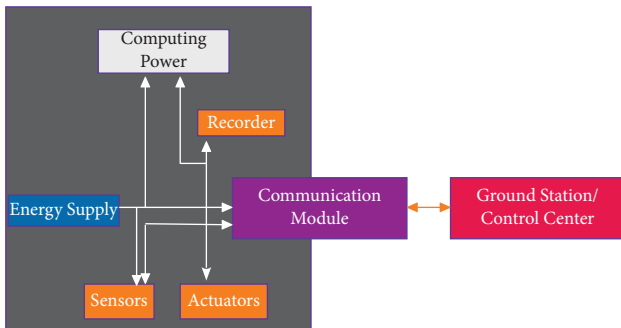 Computing
Power
Recorder
Energy Supply
Communication
Module
Ground Station/
Control Center
Sensors
Actuators